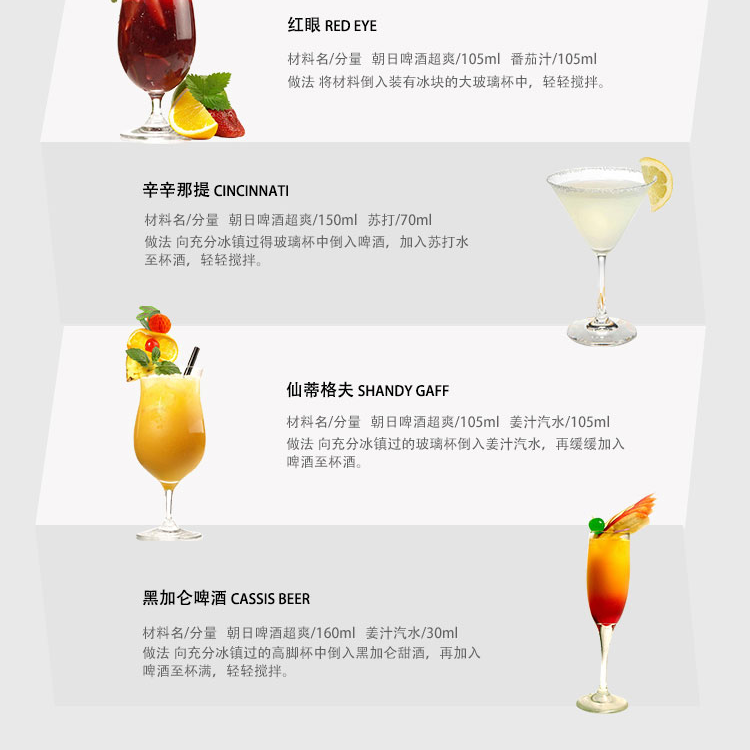 红眼 RED EYE
材料名/分量 朝日啤酒超爽/105ml 番茄汁/105ml
做法 将材料倒入装有冰块的大玻璃杯中，轻轻搅拌。
辛辛那提 CINCINNATI
材料名/分量 朝日啤酒超爽/150ml 苏打/70ml
做法 向充分冰镇过得玻璃杯中倒入啤酒，加入苏打水
至杯酒，轻轻搅拌。
仙蒂格夫 SHANDY GAFF
材料名/分量 朝日啤酒超爽/105ml 姜汁汽水/105ml
做法 向充分冰镇过的玻璃杯倒入姜汁汽水，再缓缓加入
啤酒至杯酒。
黑加仑啤酒 CASSIS BEER
材料名/分量 朝日啤酒超爽/160ml 姜汁汽水/30ml
做法 向充分冰镇过的高脚杯中倒入黑加仑甜酒，再加入
啤酒至杯满，轻轻搅拌。